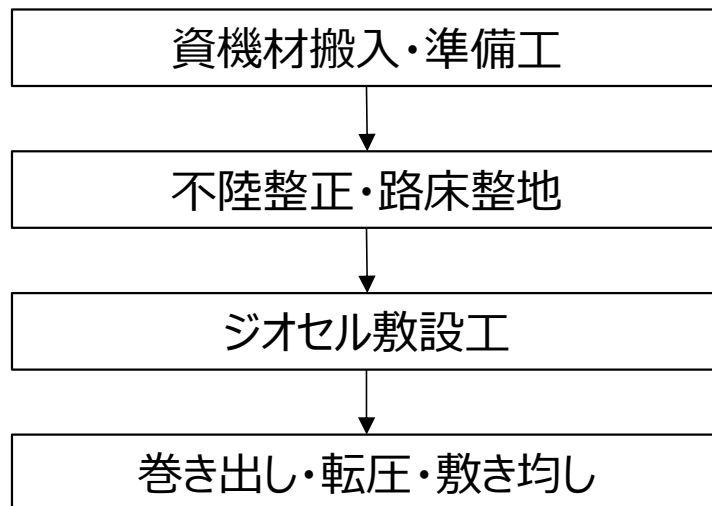 資機材搬入・準備工
不陸整正・路床整地
ジオセル敷設工
巻き出し・転圧・敷き均し